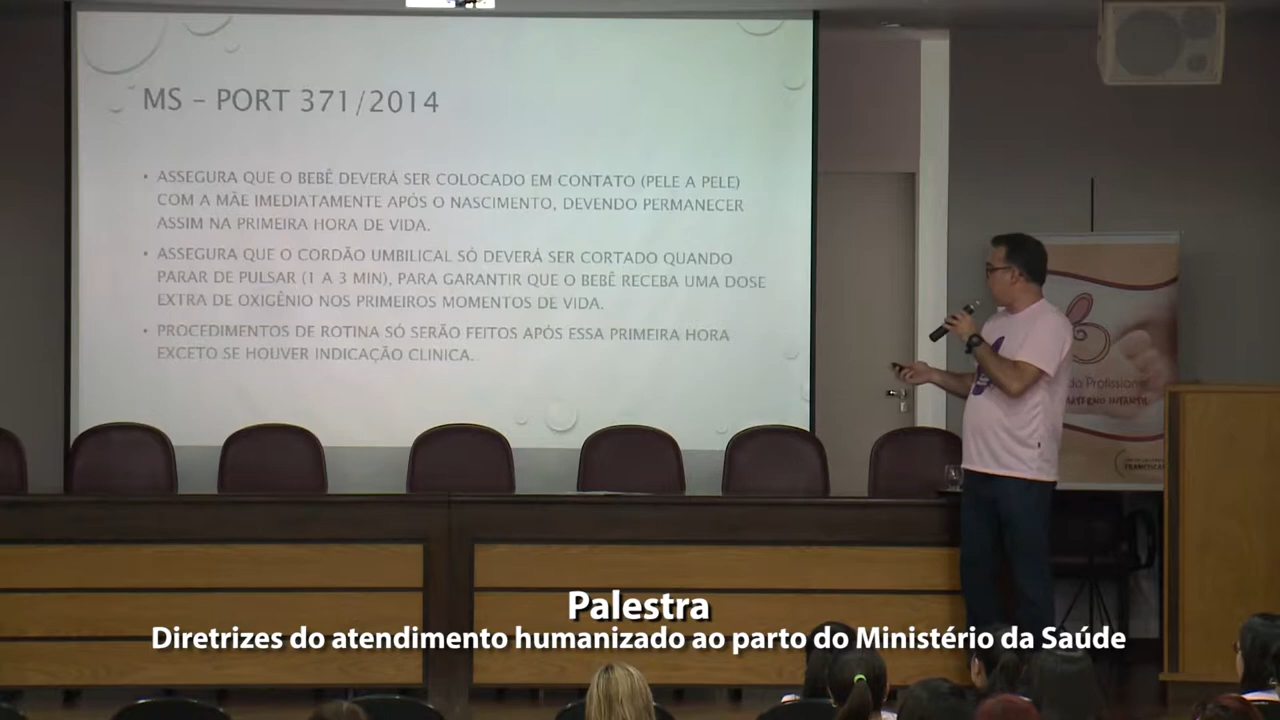 MS – PORT 371/2014
• ASSEGURA QUE O BEBÊ DEVERÁ SER COLOCADO EM CONTATO (PELE A PELE)
COM A MÃE IMEDIATAMENTE APÓS O NASCIMENTO, DEVENDO PERMANECER
ASSIM NA PRIMEIRA HORA DE VIDA.
• ASSEGURA QUE O CORDÃO UMBILICAL SÓ DEVERÁ SER CORTADO QUANDO
PARAR DE PULSAR (1 A 3 MIN), PARA GARANTIR QUE O BEBÊ RECEBA UMA DOSE
EXTRA DE OXIGÊNIO NOS PRIMEIROS MOMENTOS DE VIDA.
• PROCEDIMENTOS DE ROTINA SÓ SERÃO FEITOS APÓS ESSA PRIMEIRA HORA
EXCETO SE HOUVER INDICAÇÃO CLINICA.
INFANTIL
Palestra
Diretrizes do atendimento humanizado ao parto do Ministério da Saúde